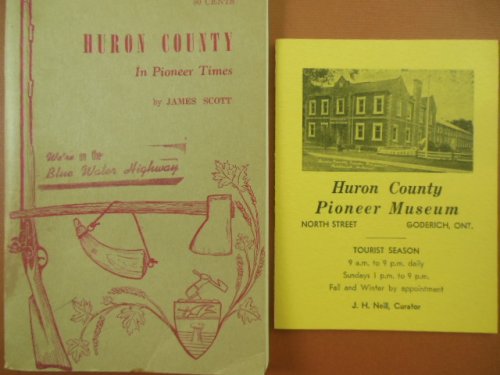 50 CENTS
HURON COUNTY
In Pioneer Times
by JAMES SCOTT
We're on the
Blue Water Highway
Huron County
Pioneer Museum
NORTH STREET GODERICH, ONT.
TOURIST SEASON
9 a.m. to 9 p.m. daily
Sundays 1 p.m. to 9 p.m.
Fall and Winter by appointment
J. H. Neill, Curator